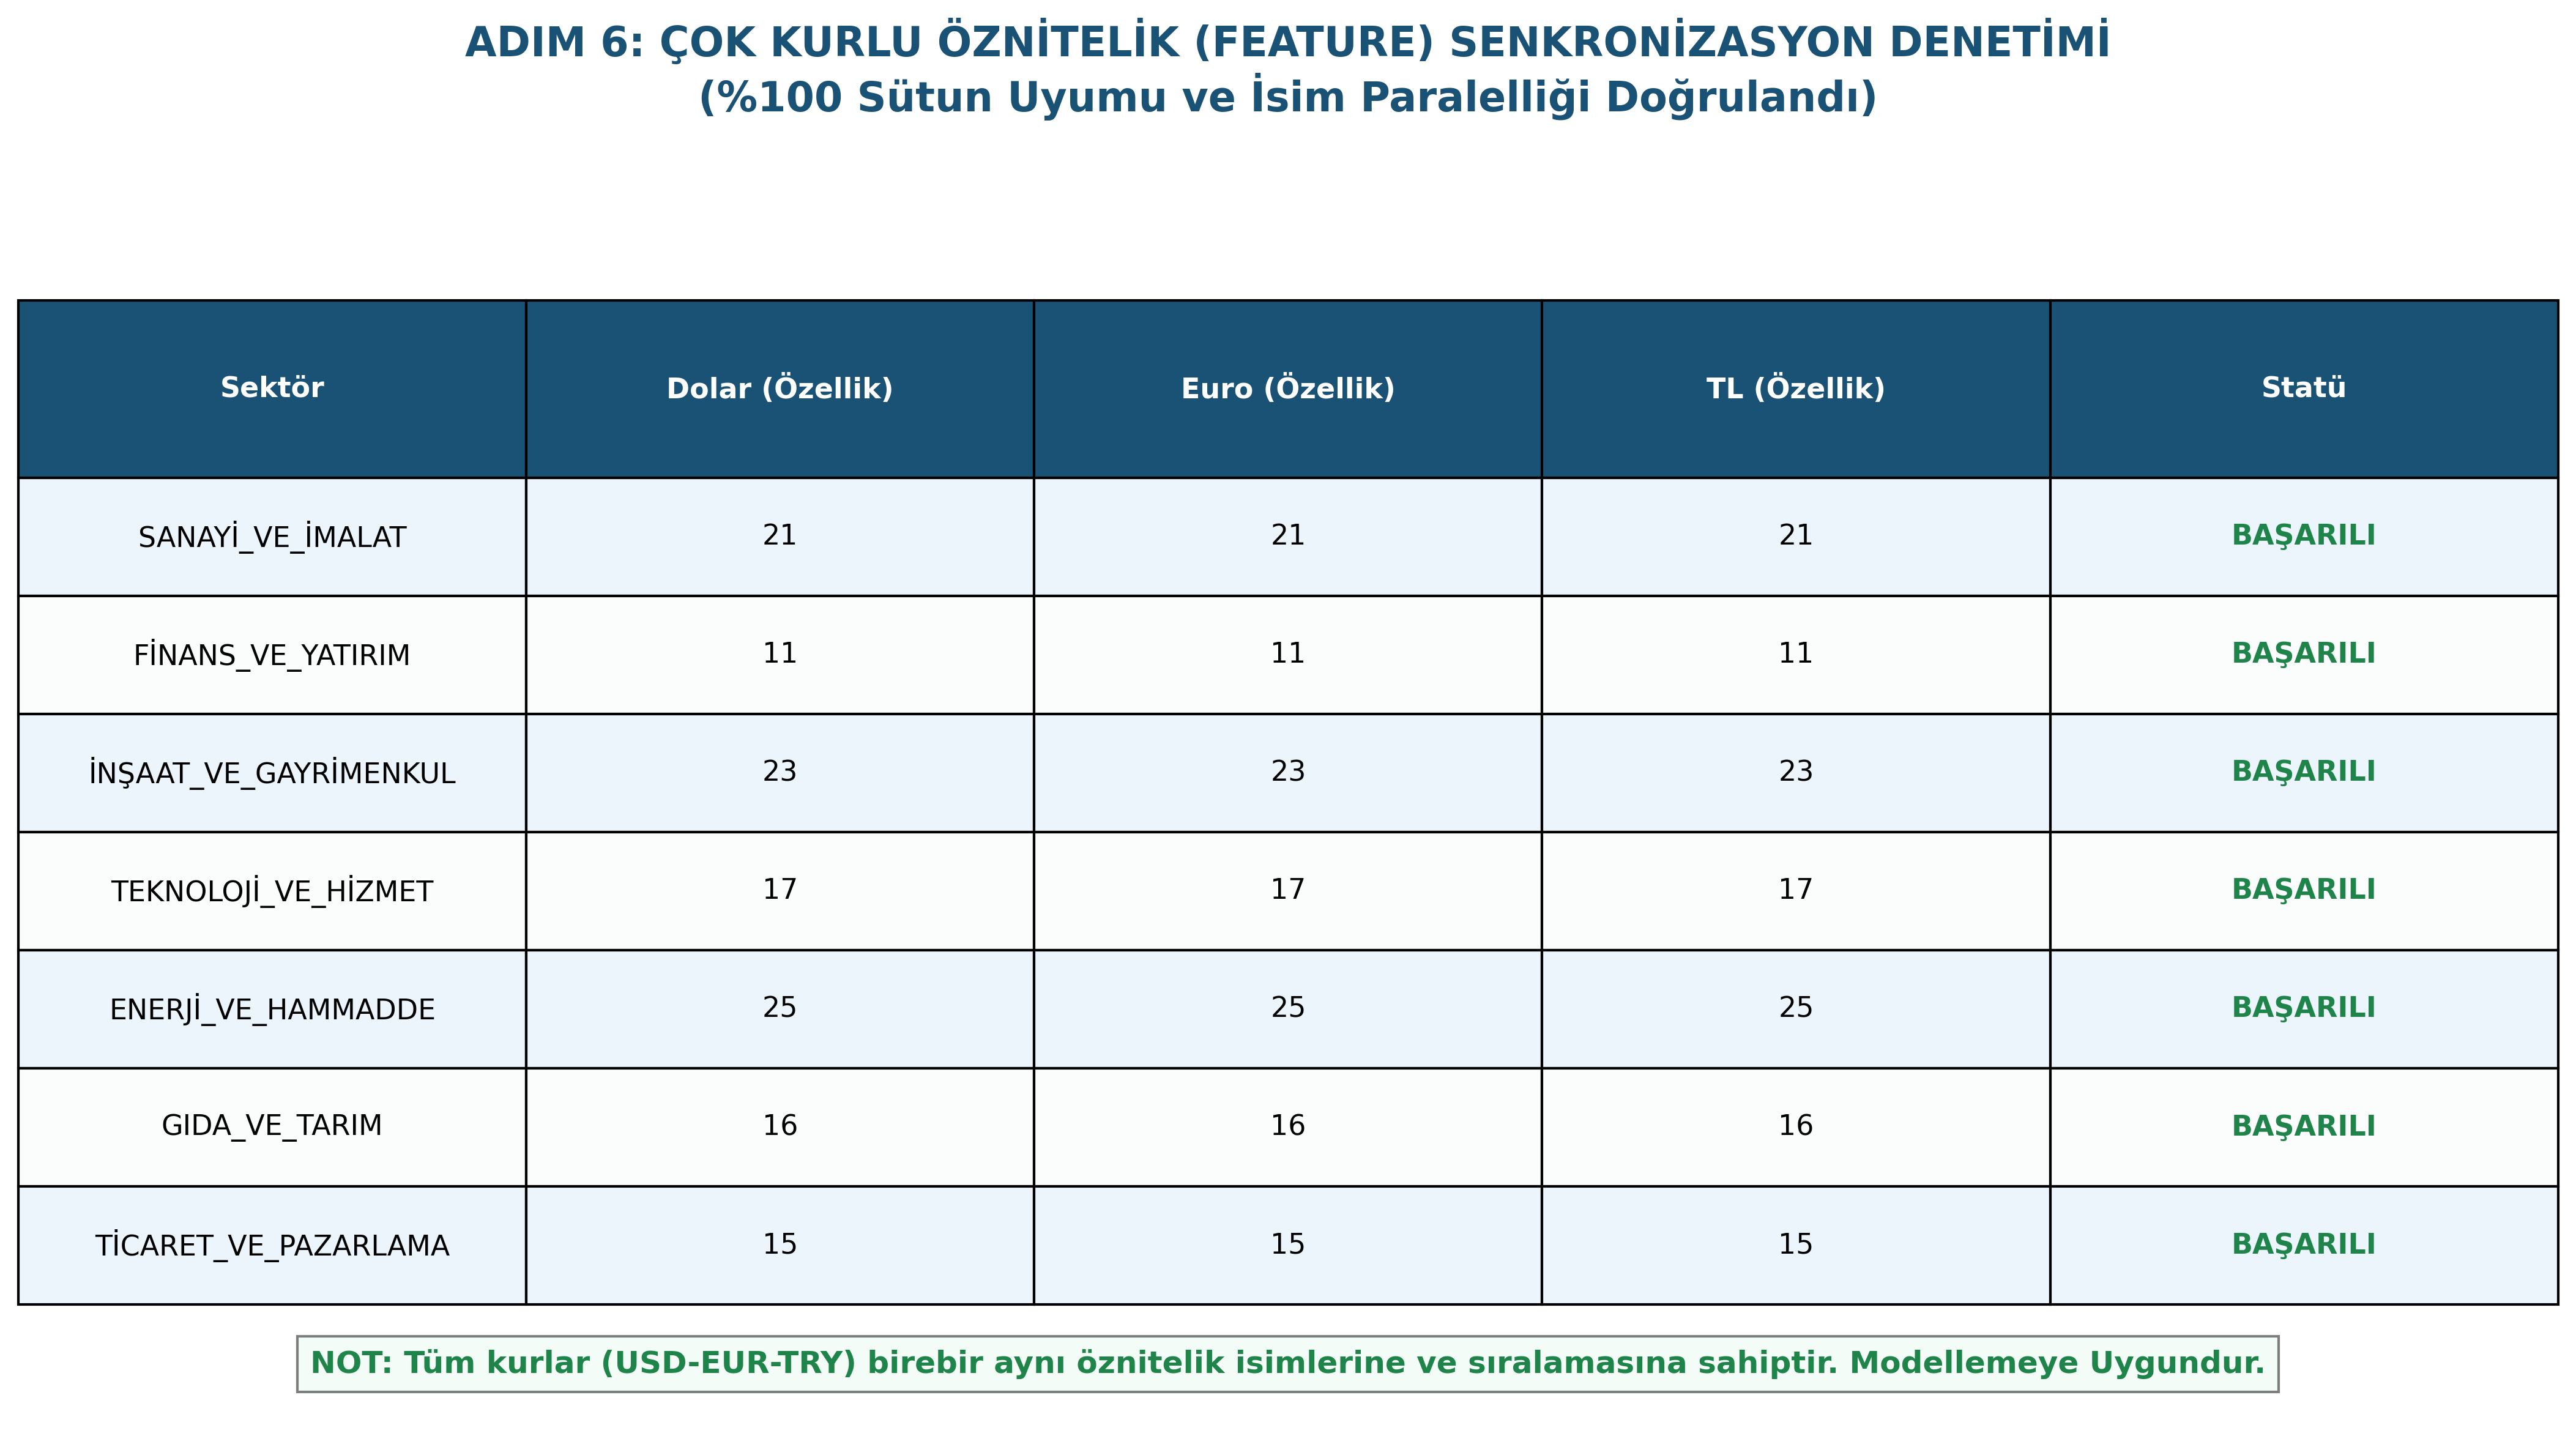 ADIM 6: ÇOK KURLU ÖZNİTELİK (FEATURE) SENKRONİZASYON DENETİMİ
(%100 Sütun Uyumu ve İsim Paralelliği Doğrulandı)
Sektör Dolar (Özellik) Euro (Özellik) TL (Özellik) Statü
SANAYİ_VE_İMALAT 21 21 21 BAŞARILI
FİNANS_VE_YATIRIM 11 11 11 BAŞARILI
İNŞAAT_VE_GAYRİMENKUL 23 23 23 BAŞARILI
TEKNOLOJİ_VE_HİZMET 17 17 17 BAŞARILI
ENERJİ_VE_HAMMADDE 25 25 25 BAŞARILI
GIDA_VE_TARIM 16 16 16 BAŞARILI
TİCARET_VE_PAZARLAMA 15 15 15 BAŞARILI
NOT: Tüm kurlar (USD-EUR-TRY) birebir aynı öznitelik isimlerine ve sıralamasına sahiptir. Modellemeye Uygundur.